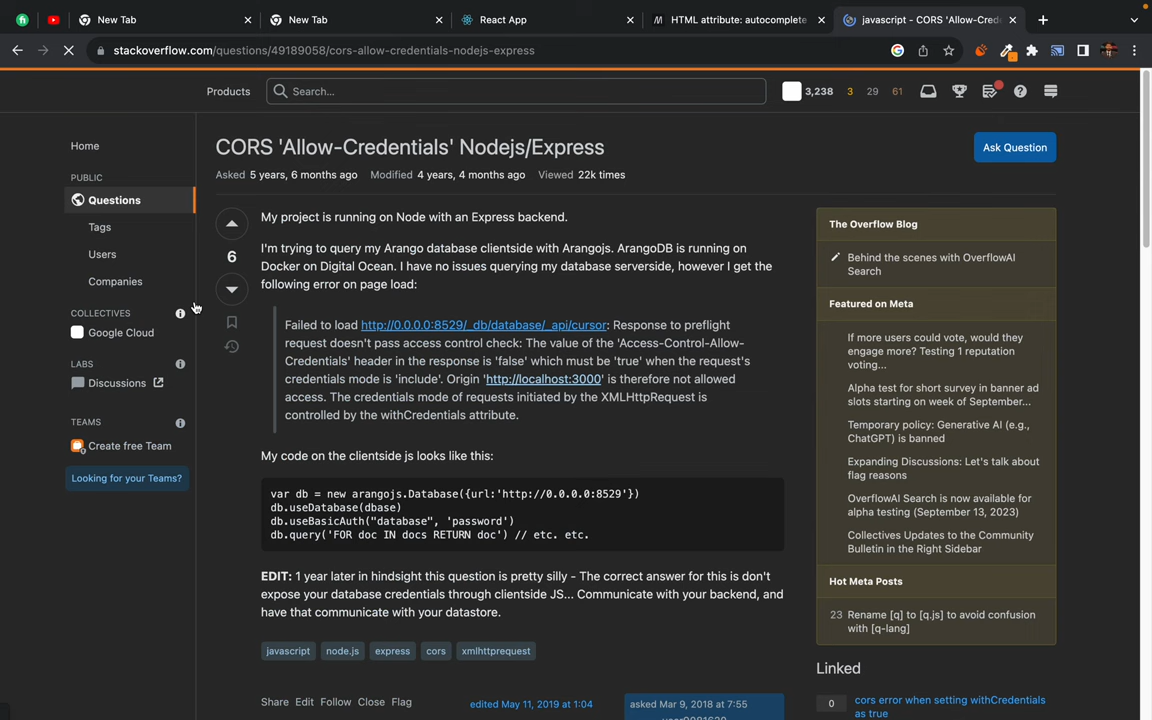 New Tab
New Tab
React App
HTML attribute: autocomplete
javascript - CORS 'Allow-Cred
stackoverflow.com/questions/49189058/cors-allow-credentials-nodejs-express
Products
Search...
3,238
3
29
61
Home
PUBLIC
Questions
Tags
Users
Companies
COLLECTIVES
Google Cloud
LABS
Discussions
TEAMS
Create free Team
Looking for your Teams?
CORS 'Allow-Credentials' Nodejs/Express
Ask Question
Asked 5 years, 6 months ago Modified 4 years, 4 months ago Viewed 22k times
6
My project is running on Node with an Express backend.
I'm trying to query my Arango database clientside with Arangojs. ArangoDB is running on
Docker on Digital Ocean. I have no issues querying my database serverside, however I get the
following error on page load:
Failed to load http://0.0.0.0:8529/_db/database/_api/cursor: Response to preflight
request doesn't pass access control check: The value of the 'Access-Control-Allow-
Credentials' header in the response is 'false' which must be 'true' when the request's
credentials mode is 'include'. Origin 'http://localhost:3000' is therefore not allowed
access. The credentials mode of requests initiated by the XMLHttpRequest is
controlled by the withCredentials attribute.
My code on the clientside js looks like this:
var db = new arangojs.Database({url:'http://0.0.0.0:8529'})
db.useDatabase(dbase)
db.useBasicAuth("database", 'password')
db.query('FOR doc IN docs RETURN doc') // etc. etc.
EDIT: 1 year later in hindsight this question is pretty silly - The correct answer for this is don't
expose your database credentials through clientside JS... Communicate with your backend, and
have that communicate with your datastore.
javascript node.js express cors xmlhttprequest
Share Edit Follow Close Flag
edited May 11, 2019 at 1:04
asked Mar 9, 2018 at 7:55
The Overflow Blog
Behind the scenes with OverflowAI
Search
Featured on Meta
If more users could vote, would they
engage more? Testing 1 reputation
voting...
Alpha test for short survey in banner ad
slots starting on week of September...
Temporary policy: Generative AI (e.g.,
ChatGPT) is banned
Expanding Discussions: Let's talk about
flag reasons
OverflowAI Search is now available for
alpha testing (September 13, 2023)
Collectives Updates to the Community
Bulletin in the Right Sidebar
Hot Meta Posts
23 Rename [q] to [q.js] to avoid confusion
with [q-lang]
Linked
0 cors error when setting withCredentials
as true